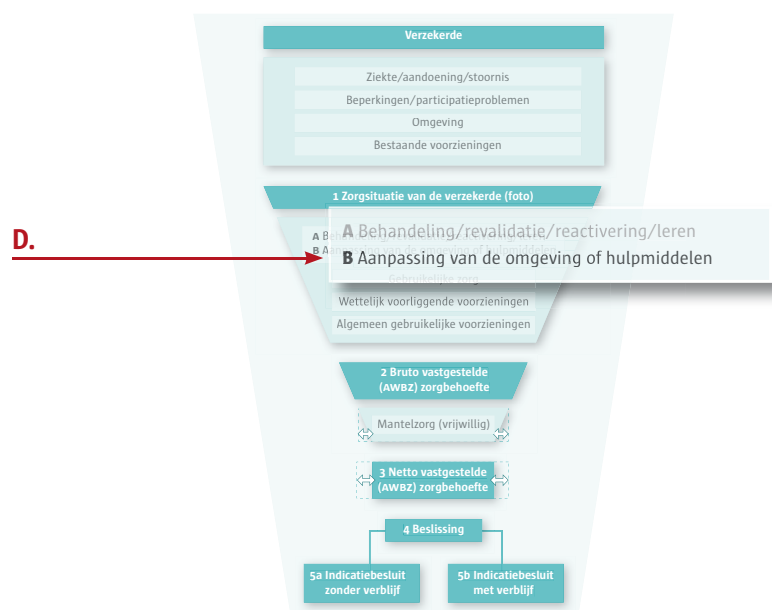 Verzekerde
Ziekte/aandoening/stoornis
Beperkingen/participatieproblemen
Omgeving
Bestaande voorzieningen
1 Zorgsituatie van de verzekerde (foto)
D.
A Behandeling/revalidatie/reactivering/leren
B Aanpassing van de omgeving of hulpmiddelen
Gebruikelijke zorg
Wettelijk voorliggende voorzieningen
Algemeen gebruikelijke voorzieningen
2 Bruto vastgestelde
(AWBZ) zorgbehoefte
Mantelzorg (vrijwillig)
3 Netto vastgestelde
(AWBZ) zorgbehoefte
4 Beslissing
5a Indicatiebesluit
zonder verblijf
5b Indicatiebesluit
met verblijf